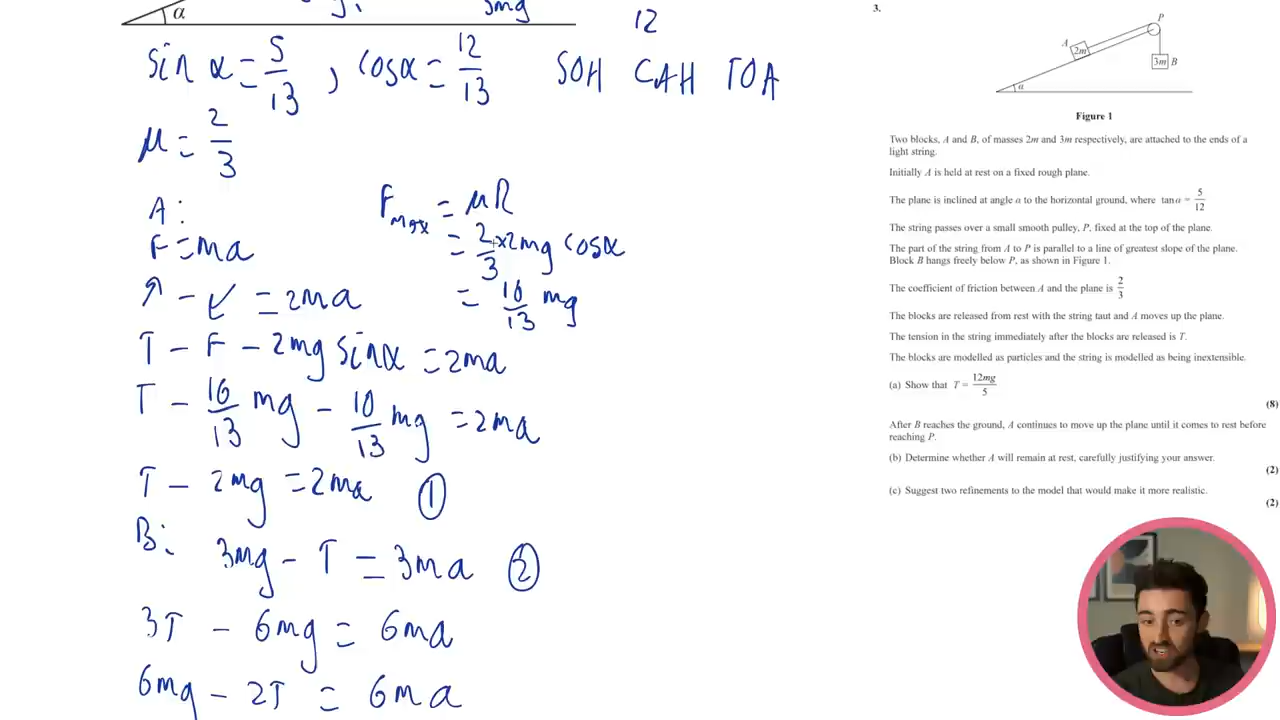 α
3mg
12
sin α = 5/13 , cosα = 12/13 SOH CAH TOA
μ = 2/3
A:
F=ma
↗ - ↙ = 2ma
T - F - 2mg sinα = 2ma
T - 16/13 mg - 10/13 mg = 2ma
T - 2mg = 2ma ①
B: 3mg - T = 3ma ②
3T - 6mg = 6ma
6mg - 2T = 6ma
F max = μR
= 2/3 × 2mg cosα
= 16/13 mg
3.
P
A 2m
3m B
α
Figure 1
Two blocks, A and B, of masses 2m and 3m respectively, are attached to the ends of a
light string.
Initially A is held at rest on a fixed rough plane.
The plane is inclined at angle α to the horizontal ground, where tan α = 5/12
The string passes over a small smooth pulley, P, fixed at the top of the plane.
The part of the string from A to P is parallel to a line of greatest slope of the plane.
Block B hangs freely below P, as shown in Figure 1.
The coefficient of friction between A and the plane is 2/3
The blocks are released from rest with the string taut and A moves up the plane.
The tension in the string immediately after the blocks are released is T.
The blocks are modelled as particles and the string is modelled as being inextensible.
(a) Show that T = 12mg/5
(8)
After B reaches the ground, A continues to move up the plane until it comes to rest before
reaching P.
(b) Determine whether A will remain at rest, carefully justifying your answer.
(2)
(c) Suggest two refinements to the model that would make it more realistic.
(2)